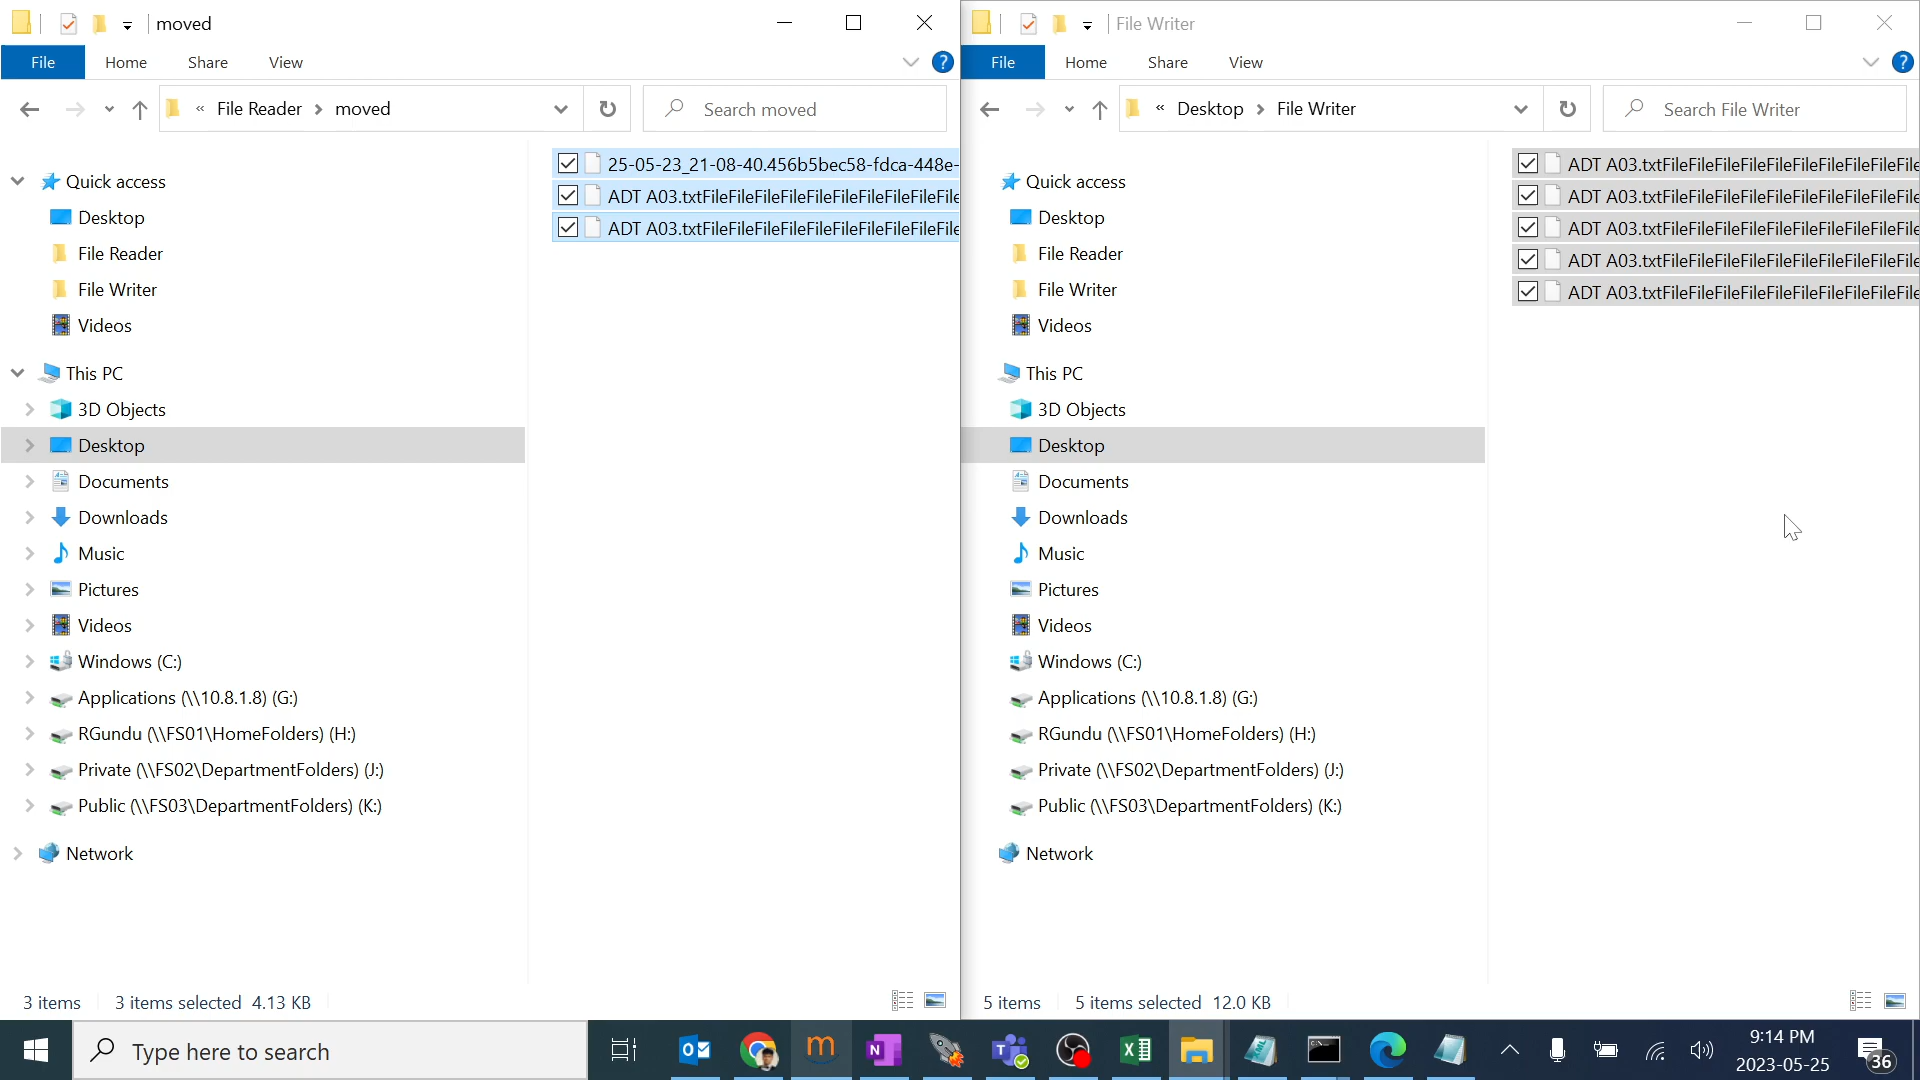 moved
File Home Share View
« File Reader > moved
Search moved
Quick access
Desktop
File Reader
File Writer
Videos
This PC
3D Objects
Desktop
Documents
Downloads
Music
Pictures
Videos
Windows (C:)
Applications (\\10.8.1.8) (G:)
RGundu (\\FS01\HomeFolders) (H:)
Private (\\FS02\DepartmentFolders) (J:)
Public (\\FS03\DepartmentFolders) (K:)
Network
25-05-23_21-08-40.456b5bec58-fdca-448e-
ADT A03.txtFileFileFileFileFileFileFileFileFileFile
ADT A03.txtFileFileFileFileFileFileFileFileFileFile
3 items 3 items selected 4.13 KB
File Writer
File Home Share View
« Desktop > File Writer
Search File Writer
Quick access
Desktop
File Reader
File Writer
Videos
This PC
3D Objects
Desktop
Documents
Downloads
Music
Pictures
Videos
Windows (C:)
Applications (\\10.8.1.8) (G:)
RGundu (\\FS01\HomeFolders) (H:)
Private (\\FS02\DepartmentFolders) (J:)
Public (\\FS03\DepartmentFolders) (K:)
Network
ADT A03.txtFileFileFileFileFileFileFileFileFileFile
ADT A03.txtFileFileFileFileFileFileFileFileFileFile
ADT A03.txtFileFileFileFileFileFileFileFileFileFile
ADT A03.txtFileFileFileFileFileFileFileFileFileFile
ADT A03.txtFileFileFileFileFileFileFileFileFileFile
5 items 5 items selected 12.0 KB
Type here to search
9:14 PM
2023-05-25
36